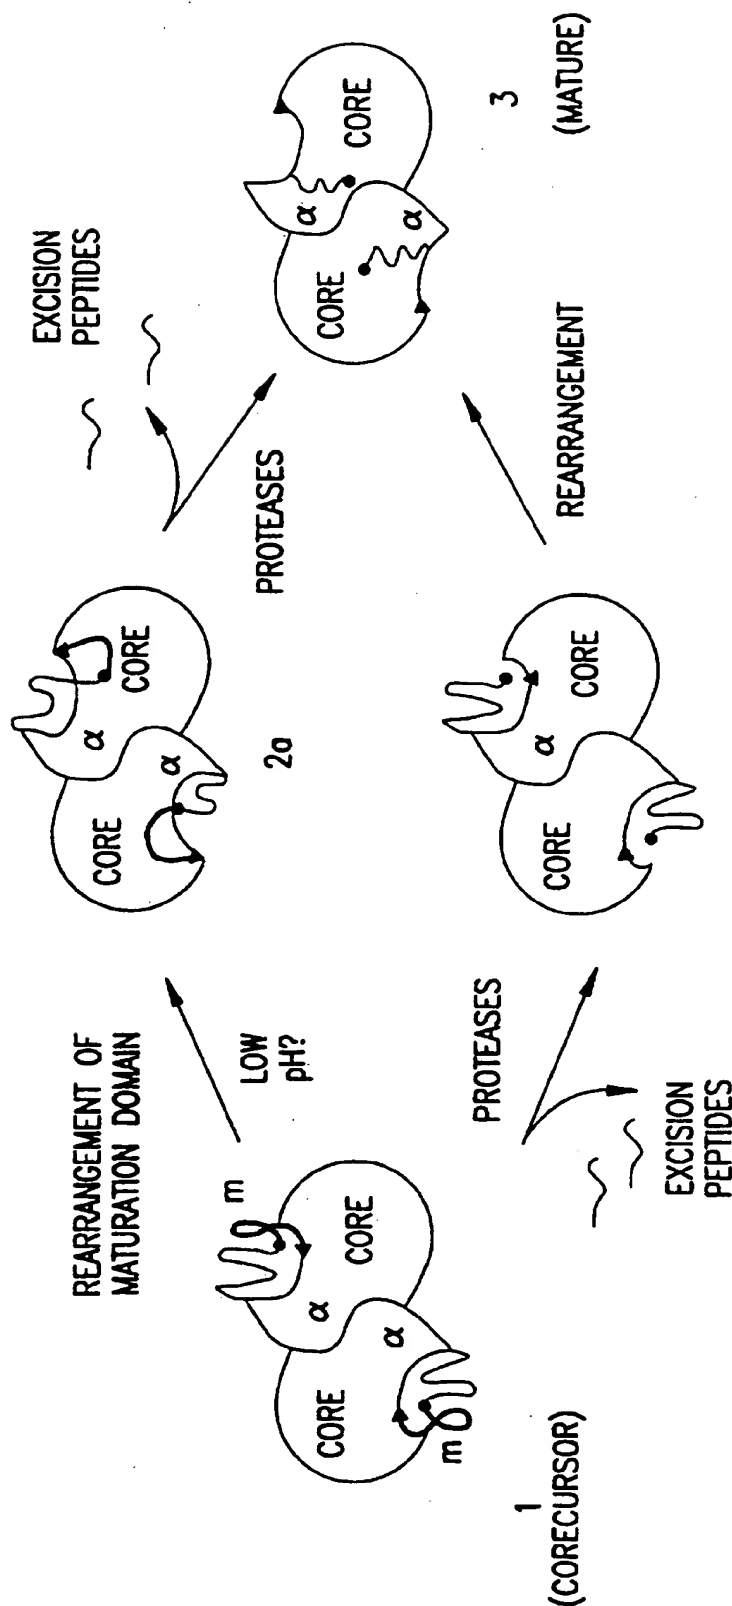 REARRANGEMENT OF
MATURATION DOMAIN
LOW
pH?
CORE
α
α
CORE
2a
EXCISION
PEPTIDES
PROTEASES
m
CORE
α
α
CORE
m
1
(CORECURSOR)
CORE
α
α
CORE
3
(MATURE)
PROTEASES
EXCISION
PEPTIDES
CORE
α
CORE
REARRANGEMENT